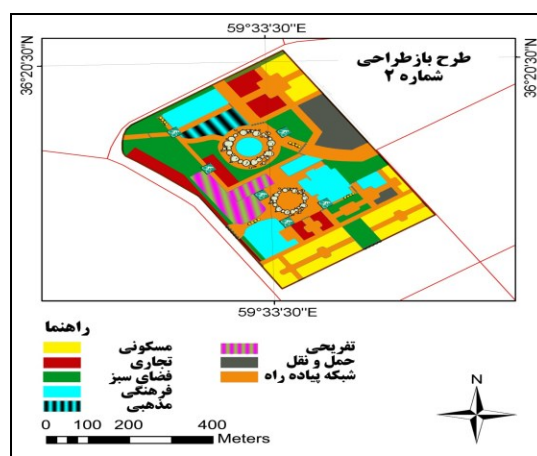 59°33'30"E
36°20'30"N
36°20'30"N
طرح بازطراحی
شماره ۲
59°33'30"E
راهنما
مسکونی
تفریحی
تجاری
حمل و نقل
فضای سبز
شبکه پیاده راه
فرهنگی
مذهبی
N
0 100 200 400
Meters